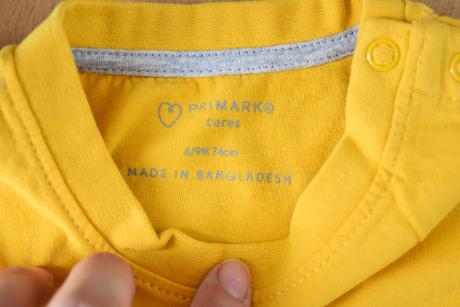 PRIMARK®
cares
6/9M 74cm
MADE IN BANGLADESH